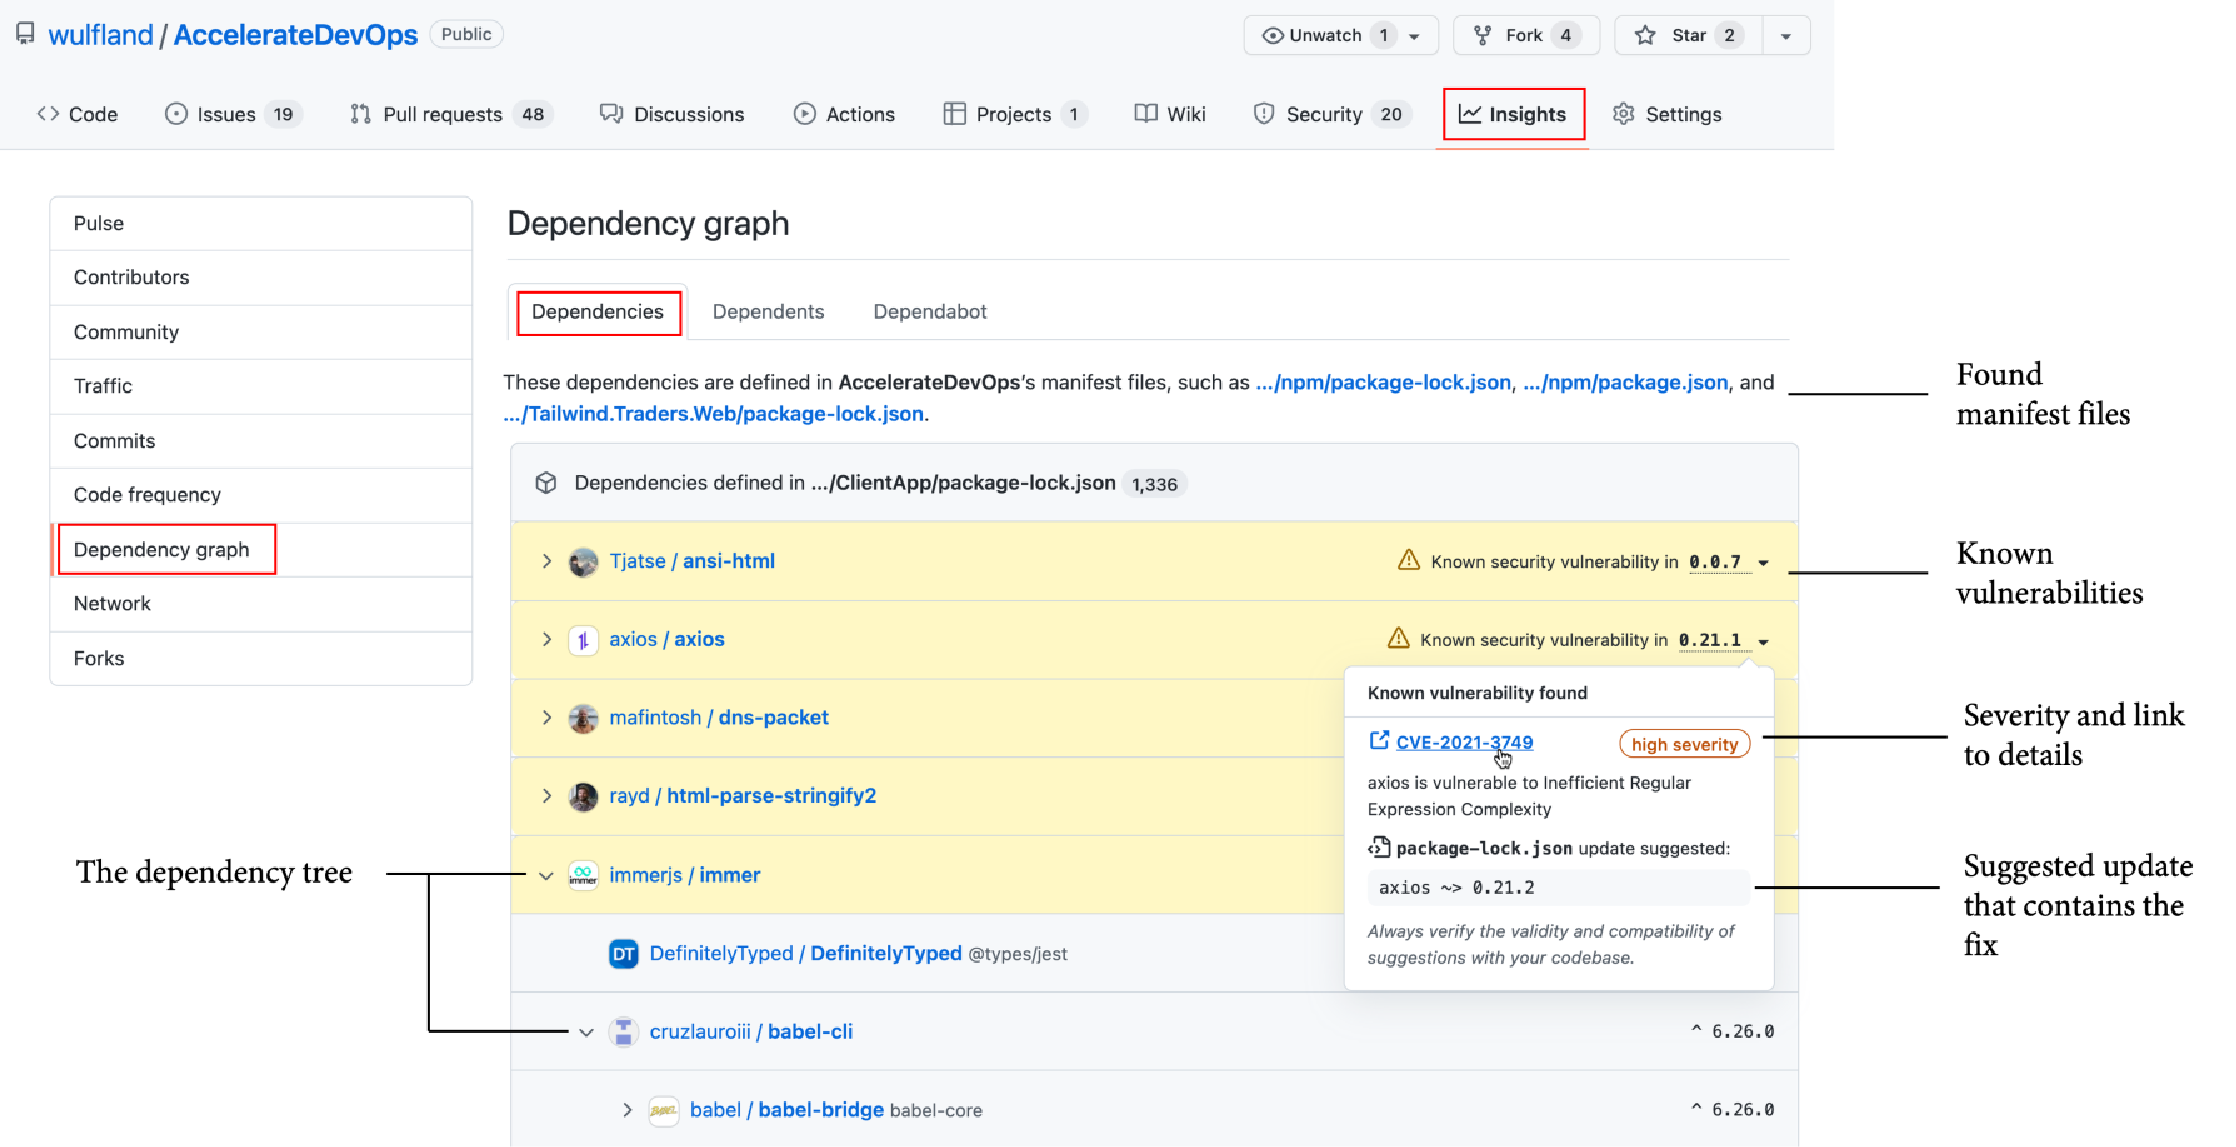 wulfland / AccelerateDevOps Public
Unwatch 1 Fork 4 Star 2
Code Issues 19 Pull requests 48 Discussions Actions Projects 1 Wiki Security 20 Insights Settings
Pulse
Contributors
Community
Traffic
Commits
Code frequency
Dependency graph
Network
Forks
Dependency graph
Dependencies Dependents Dependabot
These dependencies are defined in AccelerateDevOps's manifest files, such as .../npm/package-lock.json, .../npm/package.json, and
.../Tailwind.Traders.Web/package-lock.json.
Found
manifest files
Dependencies defined in .../ClientApp/package-lock.json 1,336
Tjatse / ansi-html Known security vulnerability in 0.0.7
Known
vulnerabilities
axios / axios Known security vulnerability in 0.21.1
mafintosh / dns-packet
rayd / html-parse-stringify2
immer
immerjs / immer
DT DefinitelyTyped / DefinitelyTyped @types/jest
cruzlauroiii / babel-cli ^ 6.26.0
babel / babel-bridge babel-core ^ 6.26.0
Known vulnerability found
CVE-2021-3749 high severity
axios is vulnerable to Inefficient Regular
Expression Complexity
package-lock.json update suggested:
axios ~> 0.21.2
Always verify the validity and compatibility of
suggestions with your codebase.
Severity and link
to details
Suggested update
that contains the
fix
The dependency tree